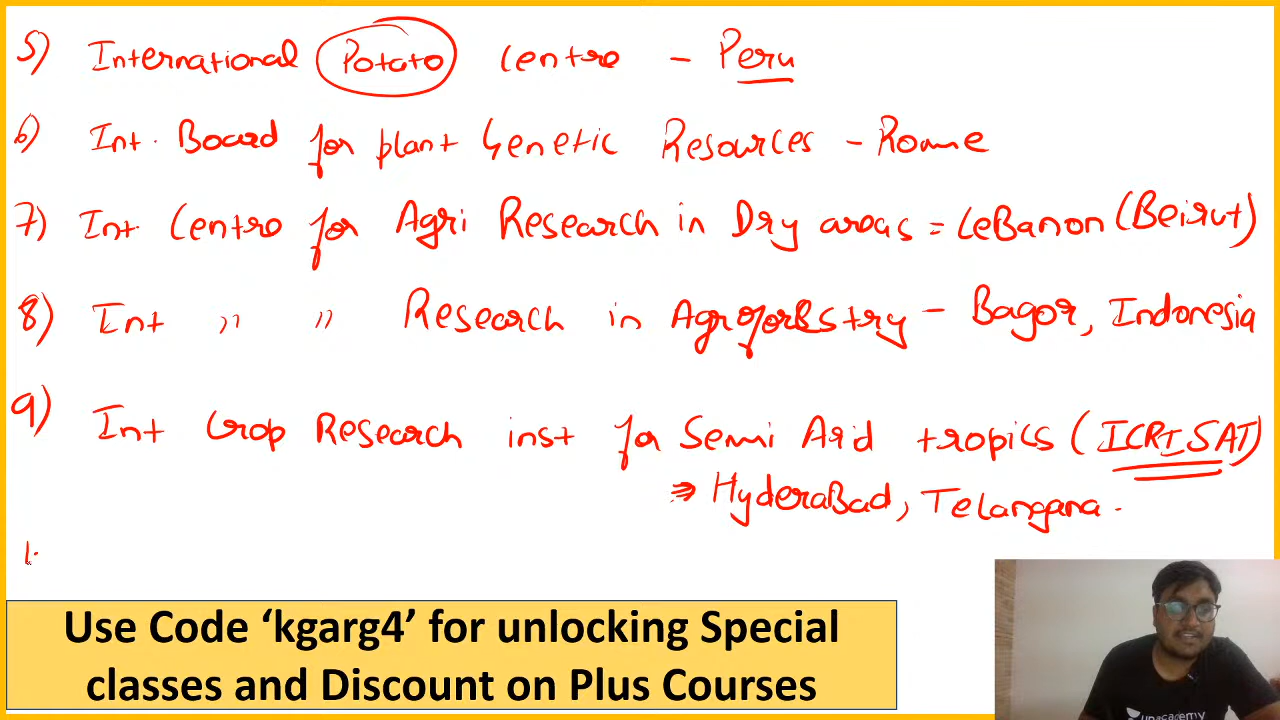 5) International Potato Centre - Peru
6) Int. Board for plant Genetic Resources - Rome
7) Int. Centre for Agri Research in Dry areas = LeBanon (Beirut)
8) Int " " Research in Agroforestry - Bagor, Indonesia
9) Int Crop Research inst for Semi Arid tropics (ICRISAT)
⇒ HyderaBad, Telangana.
Use Code ‘kgarg4’ for unlocking Special
classes and Discount on Plus Courses
unacademy